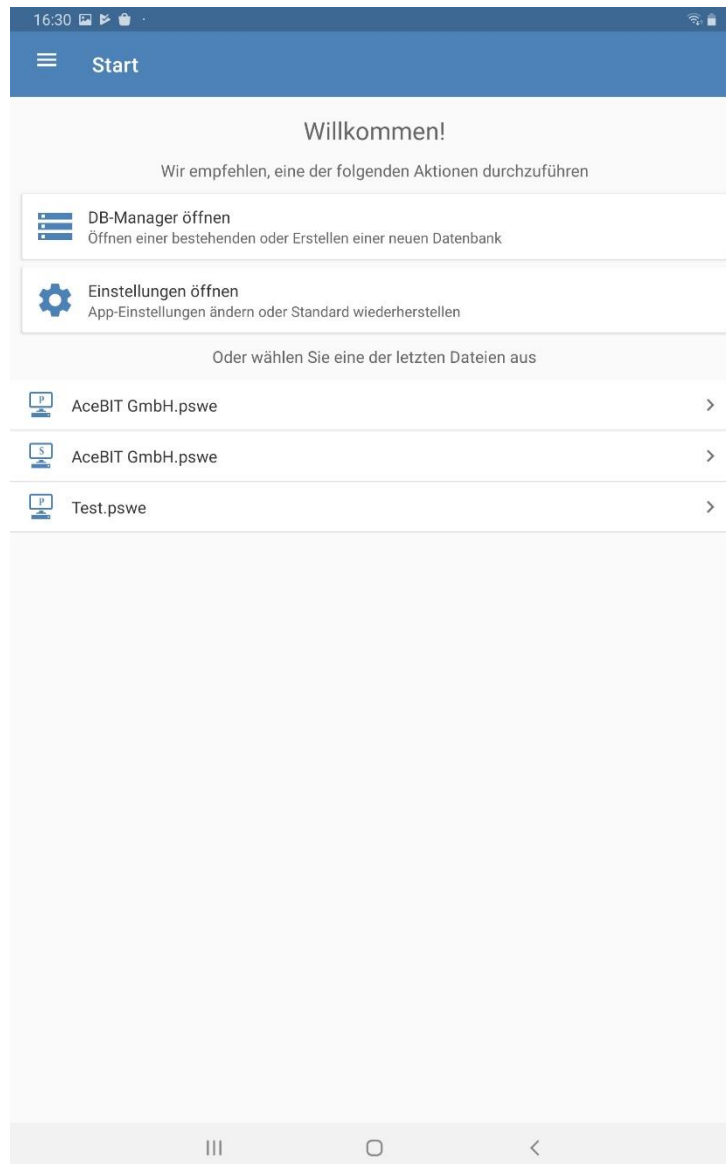 16:30
Start
Willkommen!
Wir empfehlen, eine der folgenden Aktionen durchzuführen
DB-Manager öffnen
Öffnen einer bestehenden oder Erstellen einer neuen Datenbank
Einstellungen öffnen
App-Einstellungen ändern oder Standard wiederherstellen
Oder wählen Sie eine der letzten Dateien aus
P AceBIT GmbH.pswe
S AceBIT GmbH.pswe
P Test.pswe